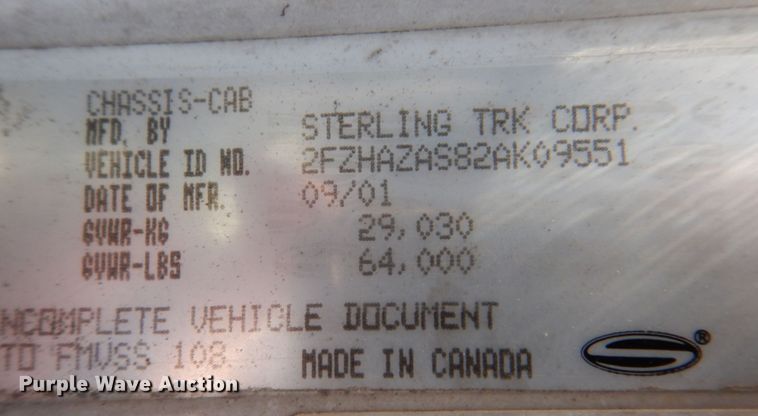 CHASSIS-CAB
MFD. BY STERLING TRK CORP.
VEHICLE ID NO. 2FZHAZAS82AK09551
DATE OF MFR. 09/01
GVWR-KG 29,030
GVWR-LBS 64,000
NCOMPLETE VEHICLE DOCUMENT
TO FMVSS 108 MADE IN CANADA
®
Purple Wave Auction